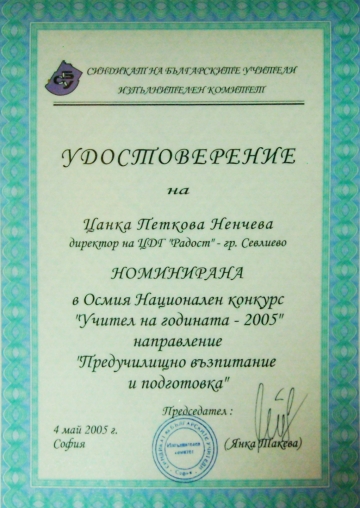 СИНДИКАТ НА БЪЛГАРСКИТЕ УЧИТЕЛИ
ИЗПЪЛНИТЕЛЕН КОМИТЕТ
УДОСТОВЕРЕНИЕ
на
Цанка Петкова Ненчева
директор на ЦДГ "Радост" - гр. Севлиево
НОМИНИРАНА
в Осмия Национален конкурс
"Учител на годината - 2005"
направление
"Предучилищно възпитание
и подготовка"
Председател :
4 май 2005 г.
София
(Янка Такева)